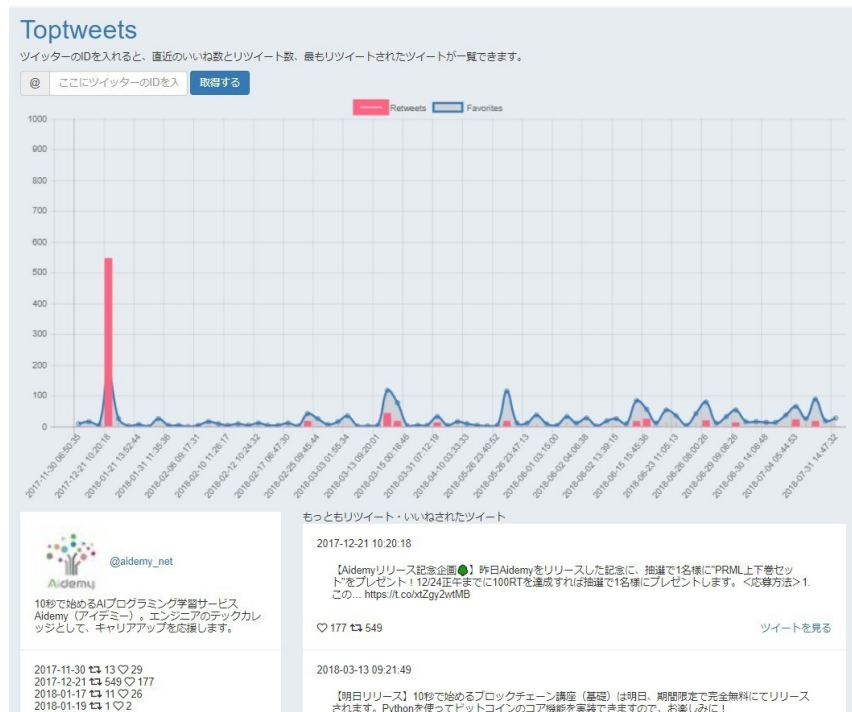 Toptweets
ツイッターのIDを入れると、直近のいいね数とリツイート数、最もリツイートされたツイートが一覧できます。
@ ここにツイッターのIDを入 取得する
Retweets Favorites
1000
900
800
700
600
500
400
300
200
100
0
2017-11-30 06:50:35
2017-12-21 10:20:18
2018-01-21 13:52:44
2018-01-31 11:35:36
2018-02-06 09:17:31
2018-02-10 11:26:17
2018-02-12 10:24:32
2018-02-17 06:47:30
2018-02-25 09:45:44
2018-03-03 01:55:34
2018-03-13 09:20:01
2018-03-15 00:18:46
2018-03-31 07:12:19
2018-04-10 03:33:33
2018-05-26 23:40:52
2018-05-28 23:47:13
2018-06-01 03:15:00
2018-06-02 04:06:38
2018-06-02 13:39:15
2018-06-15 15:45:36
2018-06-23 11:05:13
2018-06-26 08:00:26
2018-06-29 09:08:26
2018-06-30 14:08:48
2018-07-04 05:44:53
2018-07-31 14:47:32
@aidemy_net
Aidemy
10秒で始めるAIプログラミング学習サービス
Aidemy（アイデミー）。エンジニアのテックカレ
ッジとして、キャリアアップを応援します。
2017-11-30 13 29
2017-12-21 549 177
2018-01-17 11 26
2018-01-19 1 2
もっともリツイート・いいねされたツイート
2017-12-21 10:20:18
【Aidemyリリース記念企画】昨日Aidemyをリリースした記念に、抽選で1名様に"PRML上下巻セッ
ト"をプレゼント！12/24正午までに100RTを達成すれば抽選で1名様にプレゼントします。＜応募方法＞1.
この… https://t.co/xtZgy2wtMB
177 549 ツイートを見る
2018-03-13 09:21:49
【明日リリース】10秒で始めるブロックチェーン講座（基礎）は明日、期間限定で完全無料にてリリース
されます。Pythonを使ってビットコインのコア機能を実装できますので、お楽しみに！